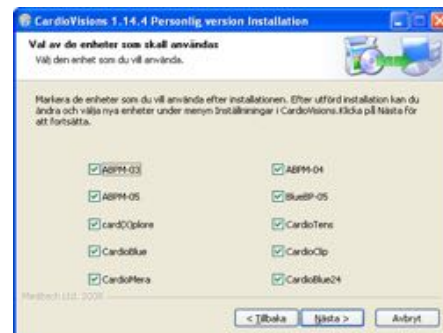 CardioVisions 1.14.4 Personlig version Installation
Val av de enheter som skall användas
Välj den enhet som du vill använda.
Markera de enheter som du vill använda efter installationen. Efter utförd installation kan du
ändra och välja nya enheter under menyn Inställningar i CardioVisions.Klicka på Nästa för
att fortsätta.
ABPM-03 ABPM-04
ABPM-05 BlueBP-05
card(X)plore CardioTens
CardioBlue CardioClip
CardioMera CardioBlue24
Meditech Ltd. 2008
< Tillbaka Nästa > Avbryt